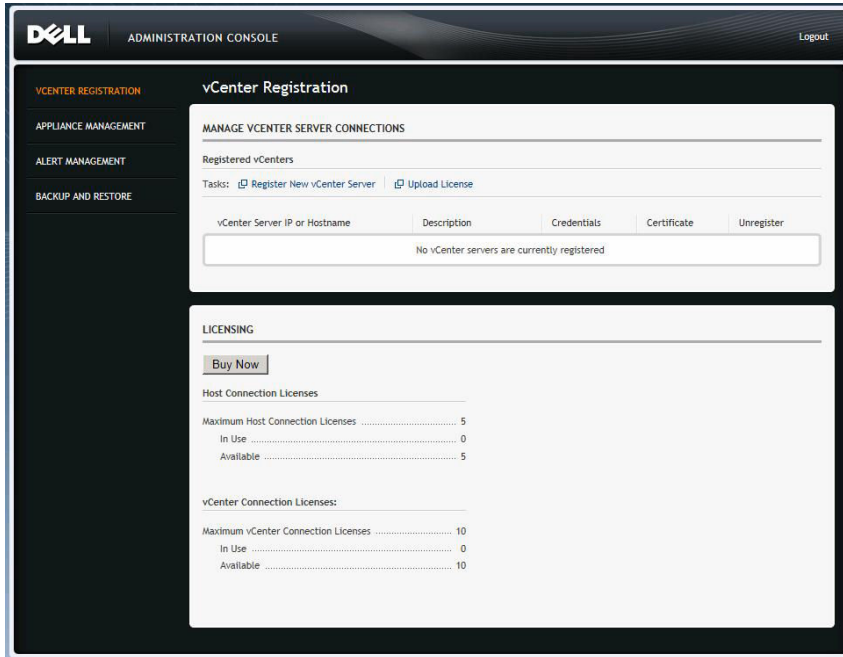 DELL ADMINISTRATION CONSOLE Logout
VCENTER REGISTRATION
APPLIANCE MANAGEMENT
ALERT MANAGEMENT
BACKUP AND RESTORE
vCenter Registration
MANAGE VCENTER SERVER CONNECTIONS
Registered vCenters
Tasks: Register New vCenter Server Upload License
vCenter Server IP or Hostname Description Credentials Certificate Unregister
No vCenter servers are currently registered
LICENSING
Buy Now
Host Connection Licenses
Maximum Host Connection Licenses ................................... 5
In Use ............................................................................ 0
Available ....................................................................... 5
vCenter Connection Licenses:
Maximum vCenter Connection Licenses ............................ 10
In Use ............................................................................ 0
Available ....................................................................... 10